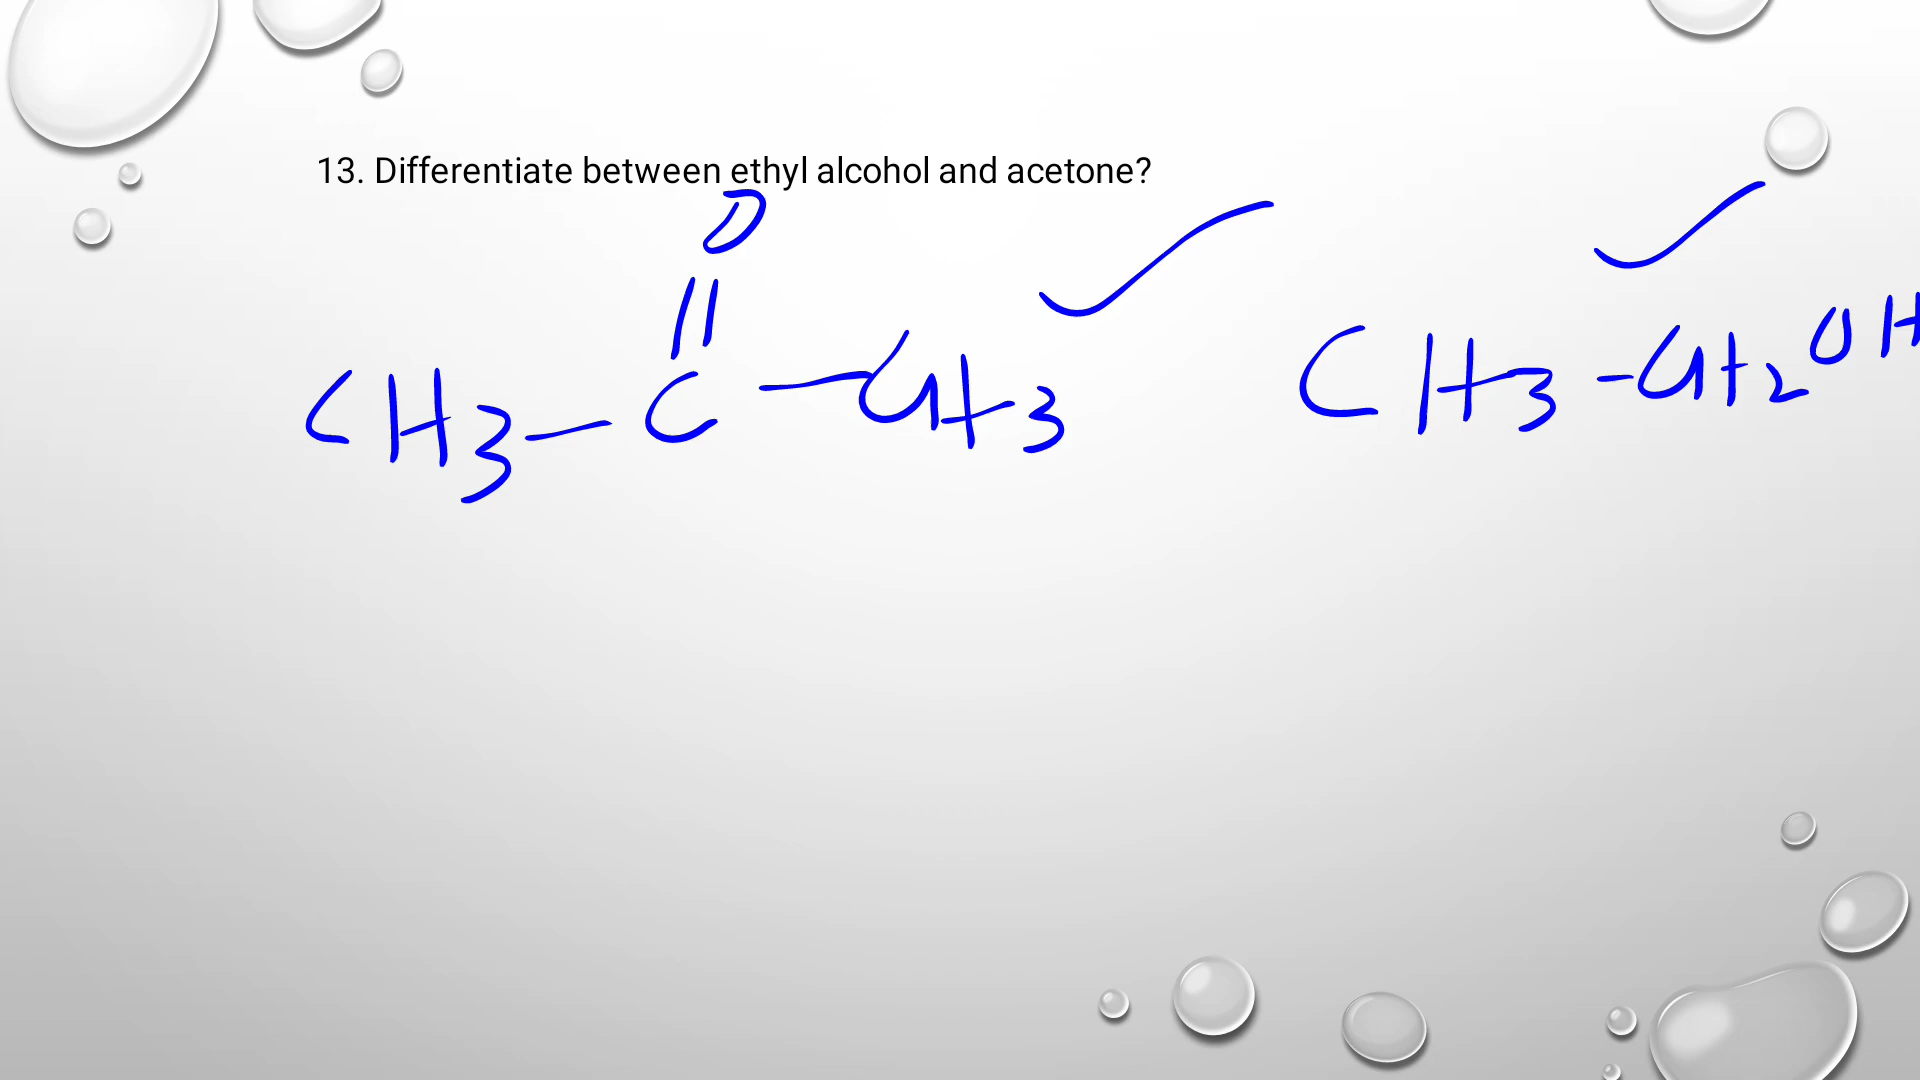 13. Differentiate between ethyl alcohol and acetone?
O
||
CH3—C—CH3 CH3-CH2OH